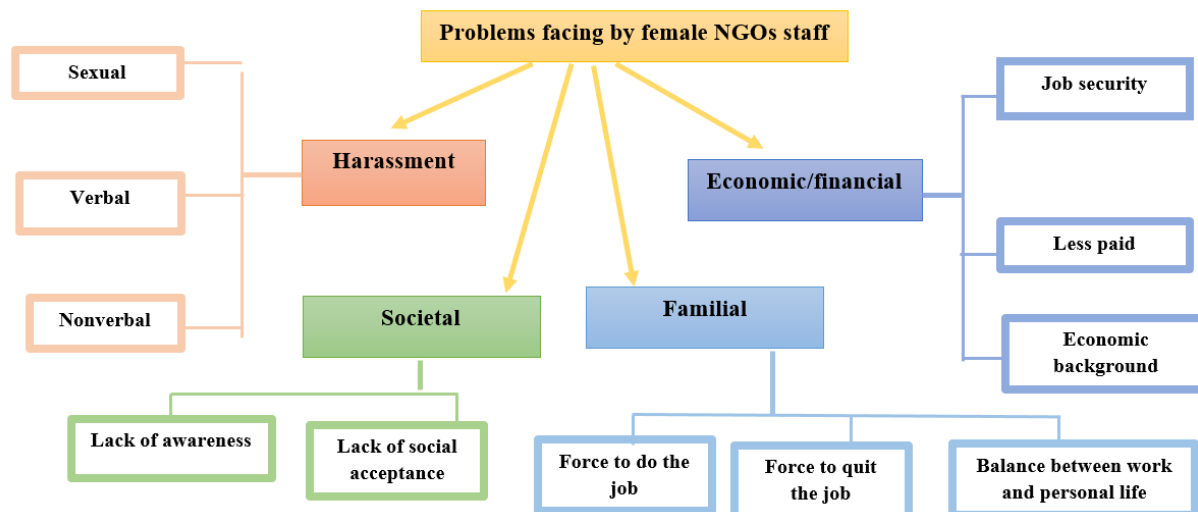 Problems facing by female NGOs staff
Harassment
Sexual
Verbal
Nonverbal
Societal
Lack of awareness
Lack of social
acceptance
Familial
Force to do the
job
Force to quit
the job
Balance between work
and personal life
Economic/financial
Job security
Less paid
Economic
background